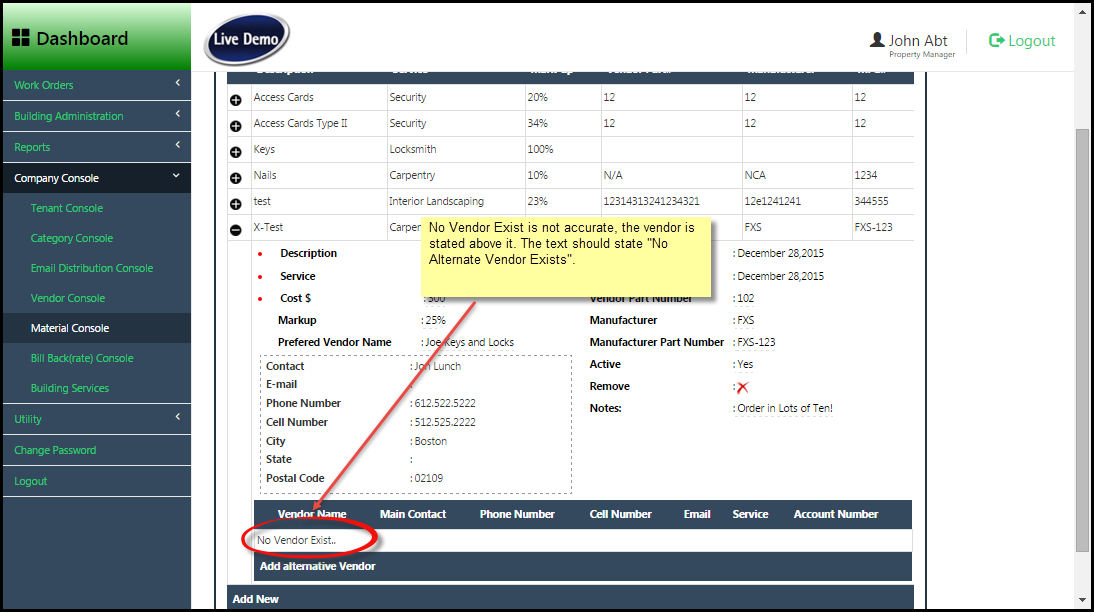 Dashboard
Live Demo
John Abt
Property Manager
Logout
Work Orders
Building Administration
Reports
Company Console
Tenant Console
Category Console
Email Distribution Console
Vendor Console
Material Console
Bill Back(rate) Console
Building Services
Utility
Change Password
Logout
Access Cards Security 20% 12 12 12
Access Cards Type II Security 34% 12 12 12
Keys Locksmith 100%
Nails Carpentry 10% N/A NCA 1234
test Interior Landscaping 23% 12314313241234321 12e1241241 344555
X-Test FXS FXS-123
No Vendor Exist is not accurate, the vendor is
stated above it. The text should state "No
Alternate Vendor Exists".
Description : December 28,2015
Service : December 28,2015
Cost $ : 500 Vendor Part Number : 102
Markup : 25% Manufacturer : FXS
Prefered Vendor Name : Joe Keys and Locks Manufacturer Part Number : FXS-123
Contact : Jon Lunch
E-mail :
Phone Number : 612.522.5222
Cell Number : 512.525.2222
City : Boston
State :
Postal Code : 02109
Active : Yes
Remove :
Notes: : Order in Lots of Ten!
Vendor Name Main Contact Phone Number Cell Number Email Service Account Number
No Vendor Exist..
Add alternative Vendor
Add New